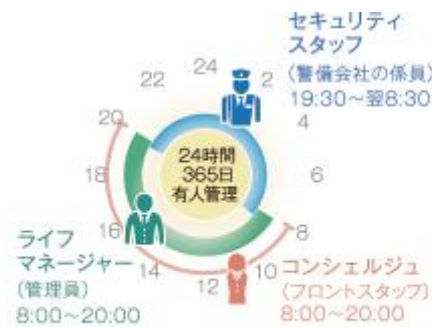 セキュリティ
スタッフ
(警備会社の係員)
19:30～翌8:30
24
22
2
20
4
18
6
16
8
14
10
12
24時間
365日
有人管理
ライフ
マネージャー
(管理員)
8:00～20:00
コンシェルジュ
(フロントスタッフ)
8:00～20:00